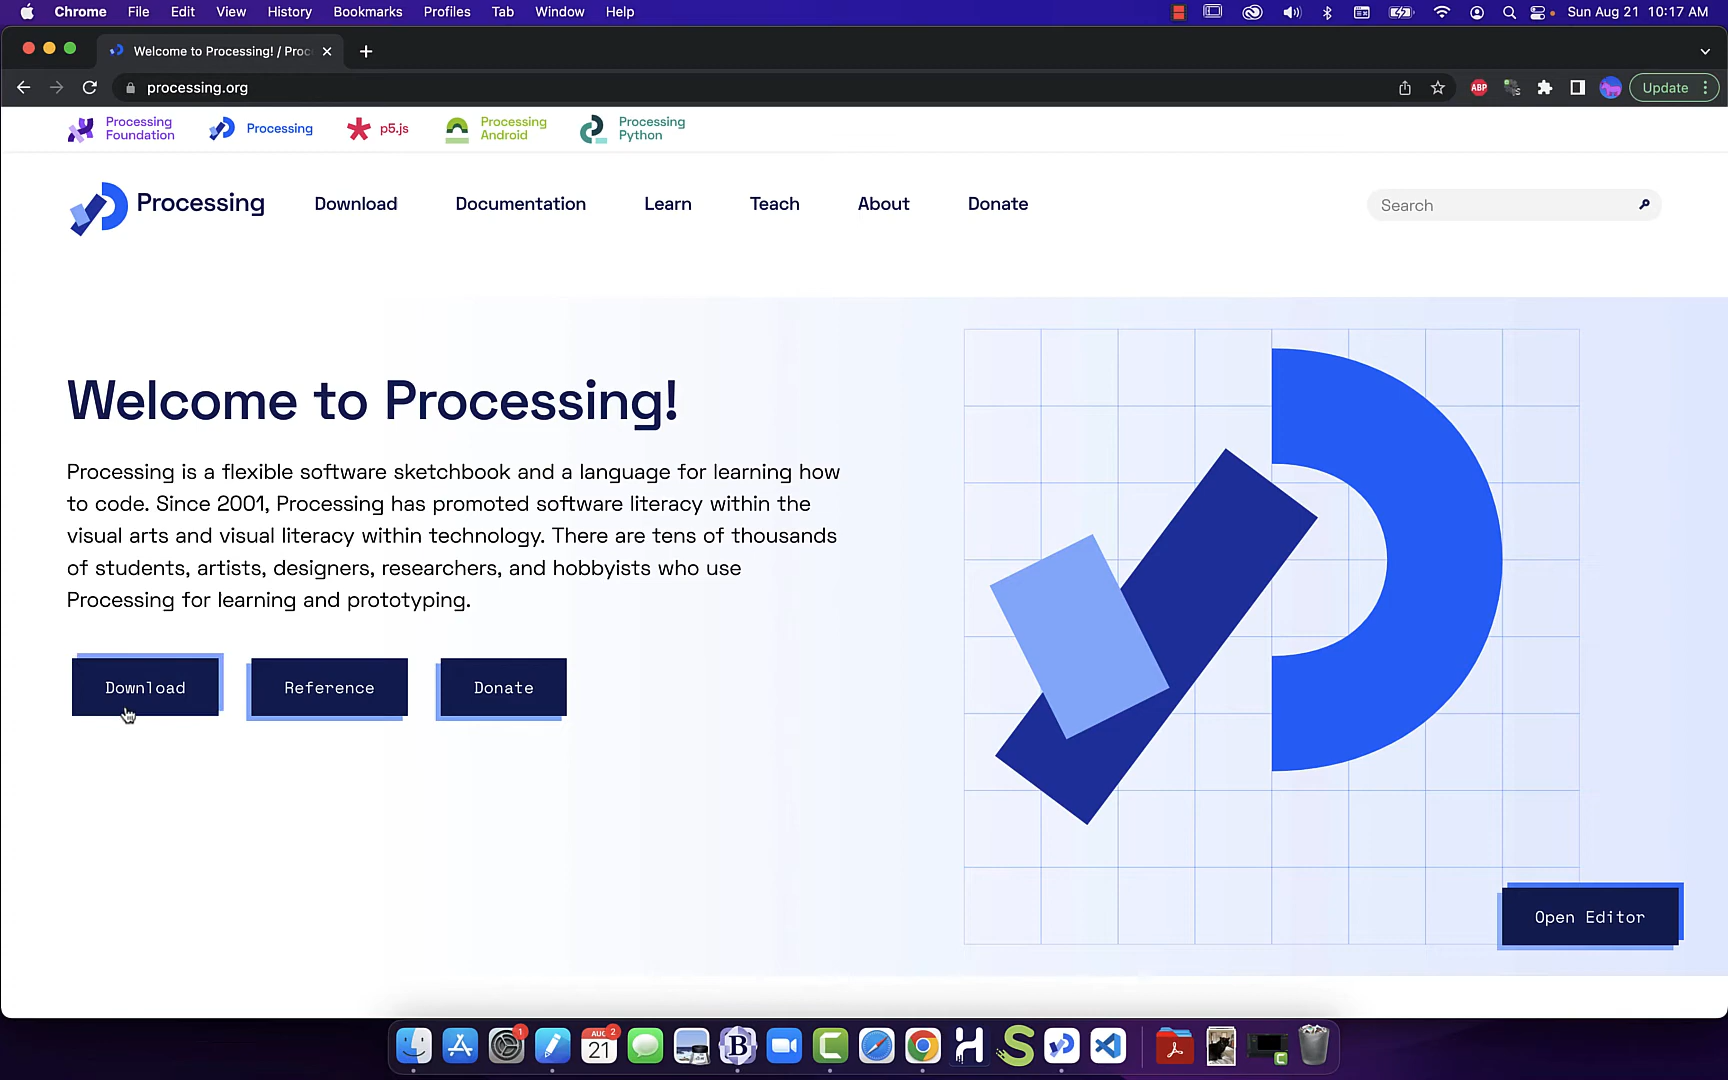 Chrome File Edit View History Bookmarks Profiles Tab Window Help Sun Aug 21 10:17 AM
Welcome to Processing! / Proc
processing.org ABP Update
Processing Foundation
Processing
p5.js
Processing Android
Processing Python
Processing Download Documentation Learn Teach About Donate Search
Welcome to Processing!
Processing is a flexible software sketchbook and a language for learning how
to code. Since 2001, Processing has promoted software literacy within the
visual arts and visual literacy within technology. There are tens of thousands
of students, artists, designers, researchers, and hobbyists who use
Processing for learning and prototyping.
Download Reference Donate
Open Editor
1 AUG 2 21 B